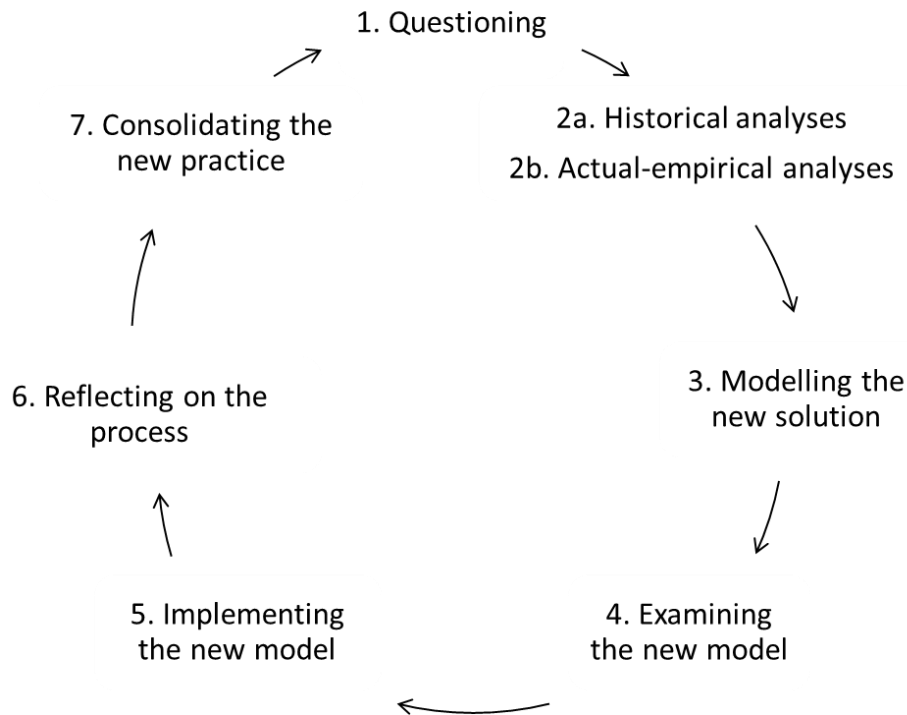 1. Questioning
2a. Historical analyses
2b. Actual-empirical analyses
3. Modelling the
new solution
4. Examining
the new model
5. Implementing
the new model
6. Reflecting on the
process
7. Consolidating the
new practice